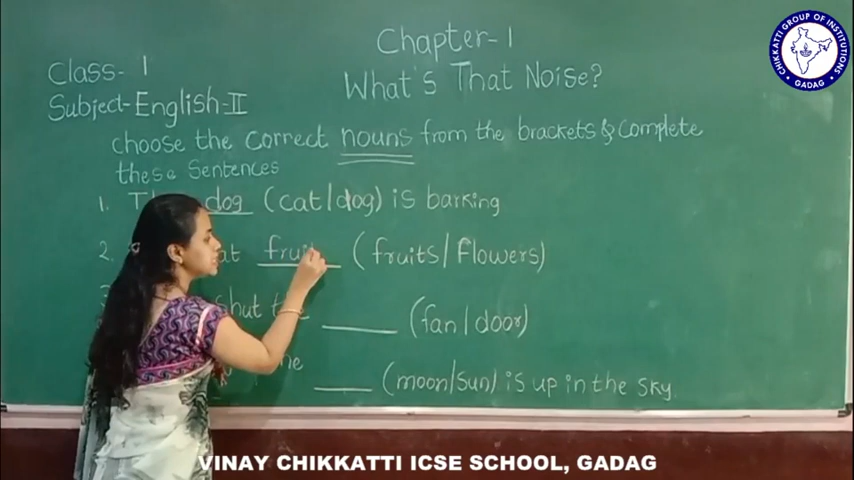 Chapter-1
Class- 1
What's That Noise?
Subject-English-II
choose the correct nouns from the brackets & complete
these sentences
1. dog (cat/dog) is barking
2. at fruit (fruits/Flowers)
shut (fan/door)
(moon/Sun) is up in the sky.
CHIKKATTI GROUP OF INSTITUTIONS
GADAG
VINAY CHIKKATTI ICSE SCHOOL, GADAG